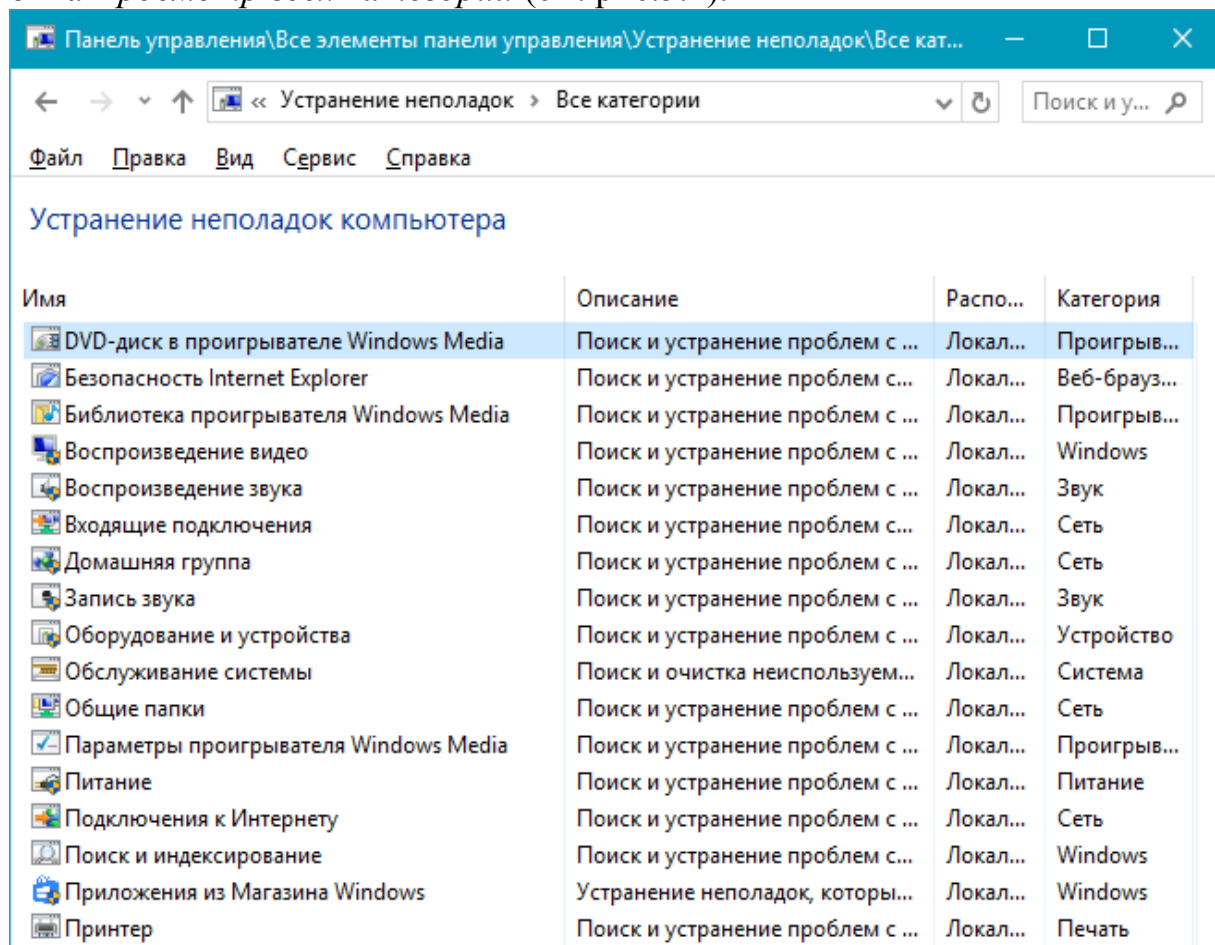 Панель управления\Все элементы панели управления\Устранение неполадок\Все кат...
« Устранение неполадок › Все категории Поиск и у...
Файл Правка Вид Сервис Справка
Устранение неполадок компьютера
Имя Описание Распо... Категория
DVD-диск в проигрывателе Windows Media Поиск и устранение проблем с ... Локал... Проигрыв...
Безопасность Internet Explorer Поиск и устранение проблем с... Локал... Веб-брауз...
Библиотека проигрывателя Windows Media Поиск и устранение проблем с ... Локал... Проигрыв...
Воспроизведение видео Поиск и устранение проблем с ... Локал... Windows
Воспроизведение звука Поиск и устранение проблем с ... Локал... Звук
Входящие подключения Поиск и устранение проблем с... Локал... Сеть
Домашняя группа Поиск и устранение проблем с ... Локал... Сеть
Запись звука Поиск и устранение проблем с ... Локал... Звук
Оборудование и устройства Поиск и устранение проблем с ... Локал... Устройство
Обслуживание системы Поиск и очистка неиспользуем... Локал... Система
Общие папки Поиск и устранение проблем с ... Локал... Сеть
Параметры проигрывателя Windows Media Поиск и устранение проблем с ... Локал... Проигрыв...
Питание Поиск и устранение проблем с ... Локал... Питание
Подключения к Интернету Поиск и устранение проблем с ... Локал... Сеть
Поиск и индексирование Поиск и устранение проблем с... Локал... Windows
Приложения из Магазина Windows Устранение неполадок, которы... Локал... Windows
Принтер Поиск и устранение проблем с ... Локал... Печать